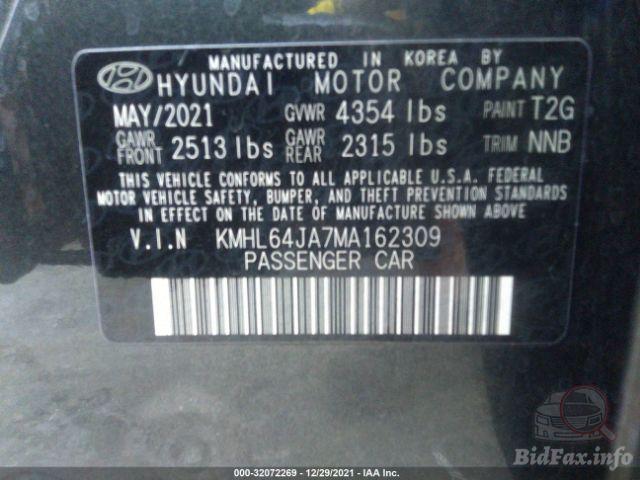 MANUFACTURED IN KOREA BY
HYUNDAI MOTOR COMPANY
MAY/2021 GVWR 4354 lbs PAINT T2G
GAWR FRONT 2513 lbs GAWR REAR 2315 lbs TRIM NNB
THIS VEHICLE CONFORMS TO ALL APPLICABLE U.S.A. FEDERAL
MOTOR VEHICLE SAFETY, BUMPER, AND THEFT PREVENTION STANDARDS
IN EFFECT ON THE DATE OF MANUFACTURE SHOWN ABOVE
V.I.N KMHL64JA7MA162309
PASSENGER CAR
BidFax.info
000-32072269 - 12/29/2021 - IAA Inc.